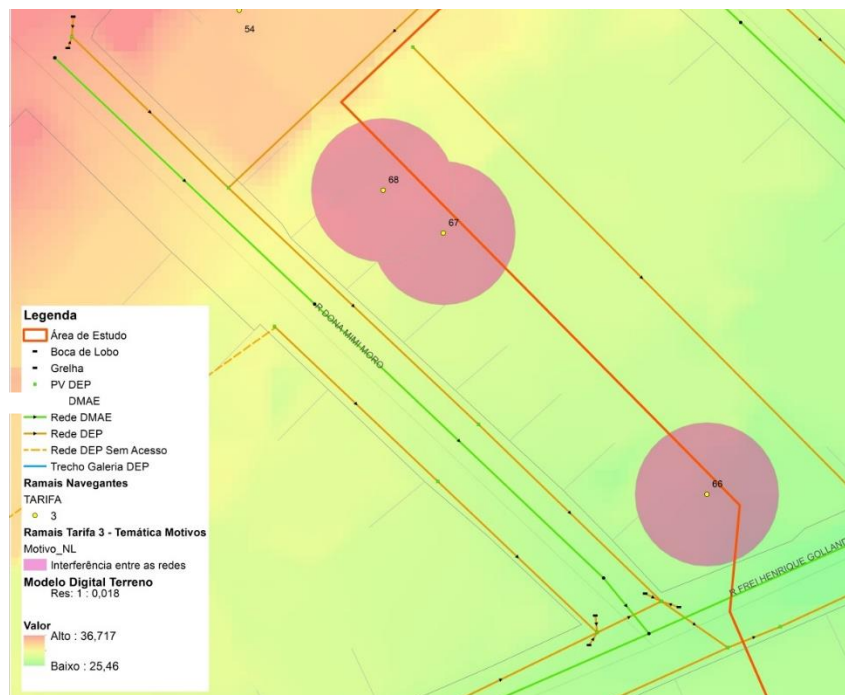 54
68
67
66
R DONA MIMI MORO
R FREI HENRIQUE GOLLAND
Legenda
Área de Estudo
Boca de Lobo
Grelha
PV DEP
DMAE
Rede DMAE
Rede DEP
Rede DEP Sem Acesso
Trecho Galeria DEP
Ramais Navegantes
TARIFA
3
Ramais Tarifa 3 - Temática Motivos
Motivo_NL
Interferência entre as redes
Modelo Digital Terreno
Res: 1 : 0,018
Valor
Alto : 36,717
Baixo : 25,46